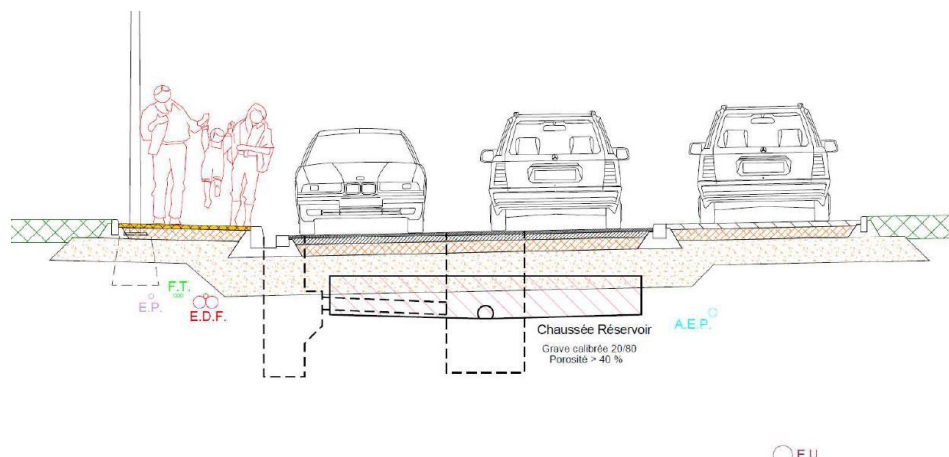 F.T.
E.P.
E.D.F.
Chaussée Réservoir
Grave calibrée 20/80
Porosité > 40 %
A.E.P.
E.U.